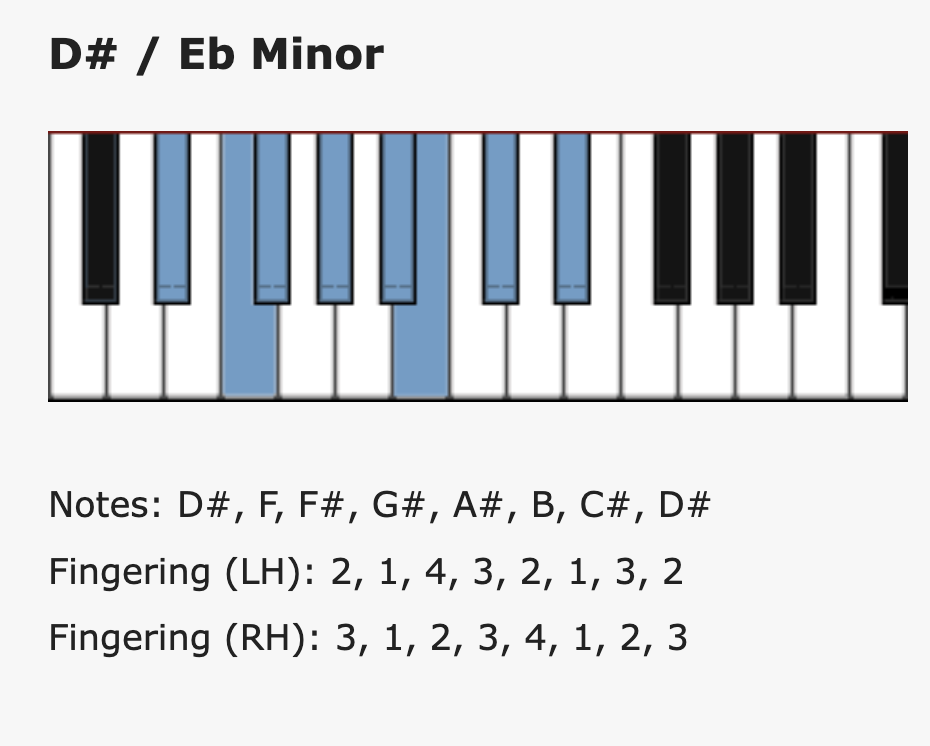 D# / Eb Minor
Notes: D#, F, F#, G#, A#, B, C#, D#
Fingering (LH): 2, 1, 4, 3, 2, 1, 3, 2
Fingering (RH): 3, 1, 2, 3, 4, 1, 2, 3